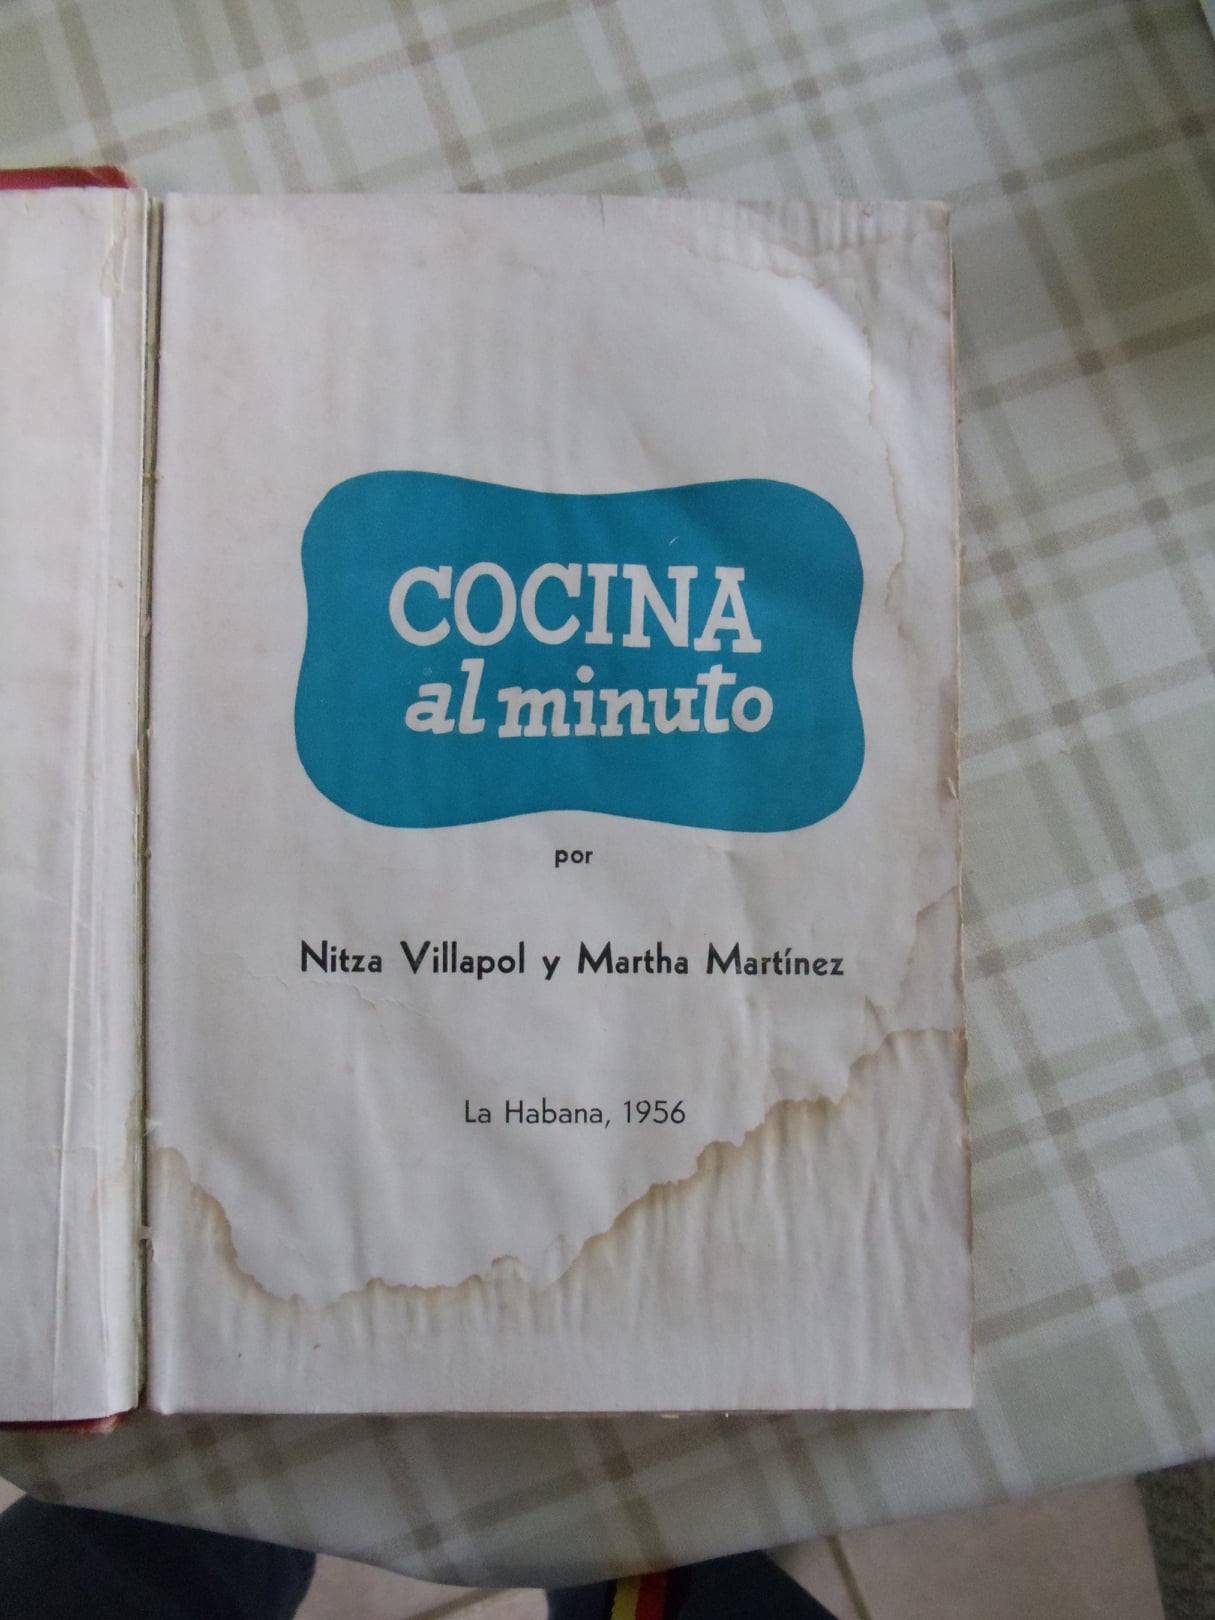 COCINA
al minuto
por
Nitza Villapol y Martha Martínez
La Habana, 1956